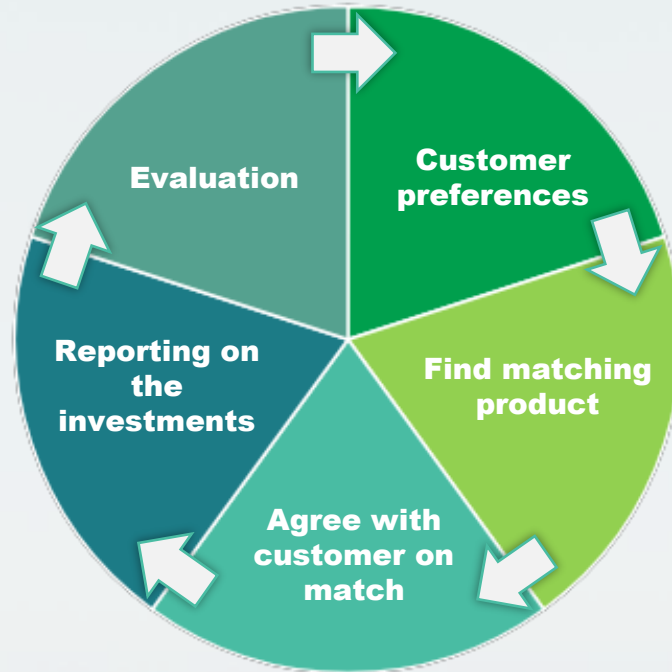 Customer
preferences
Find matching
product
Agree with
customer on
match
Reporting on
the
investments
Evaluation